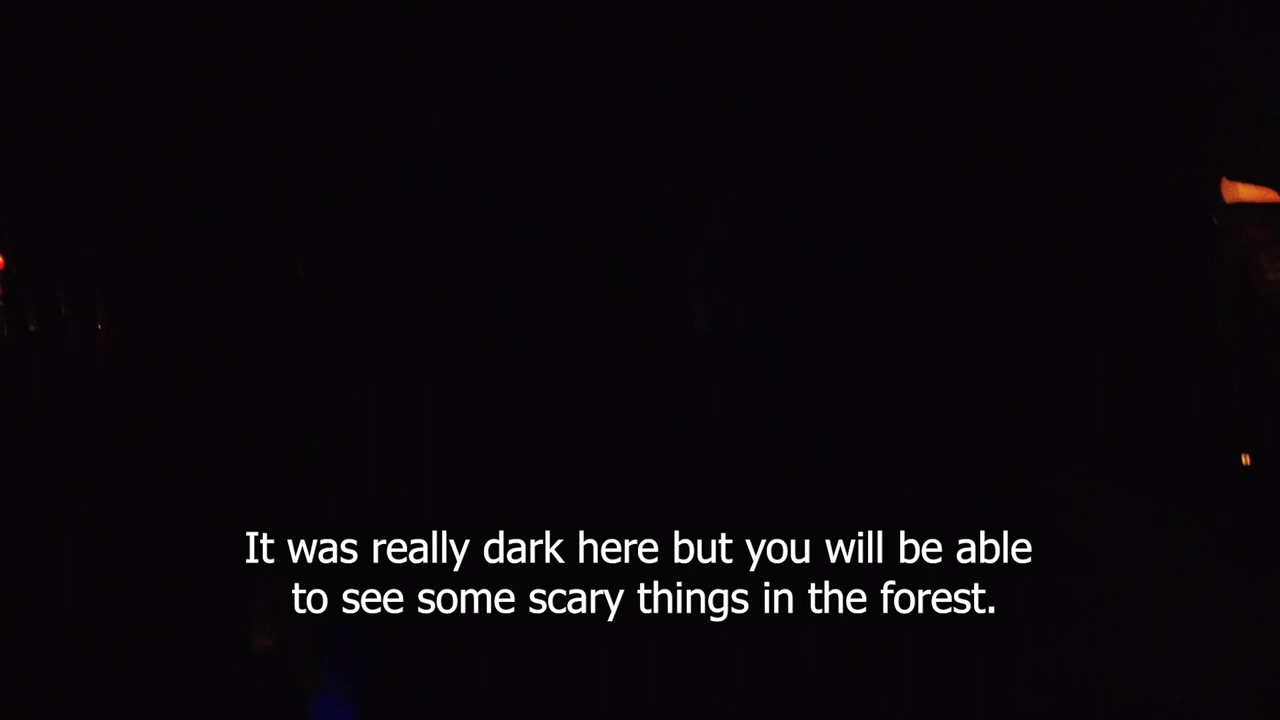 It was really dark here but you will be able
to see some scary things in the forest.